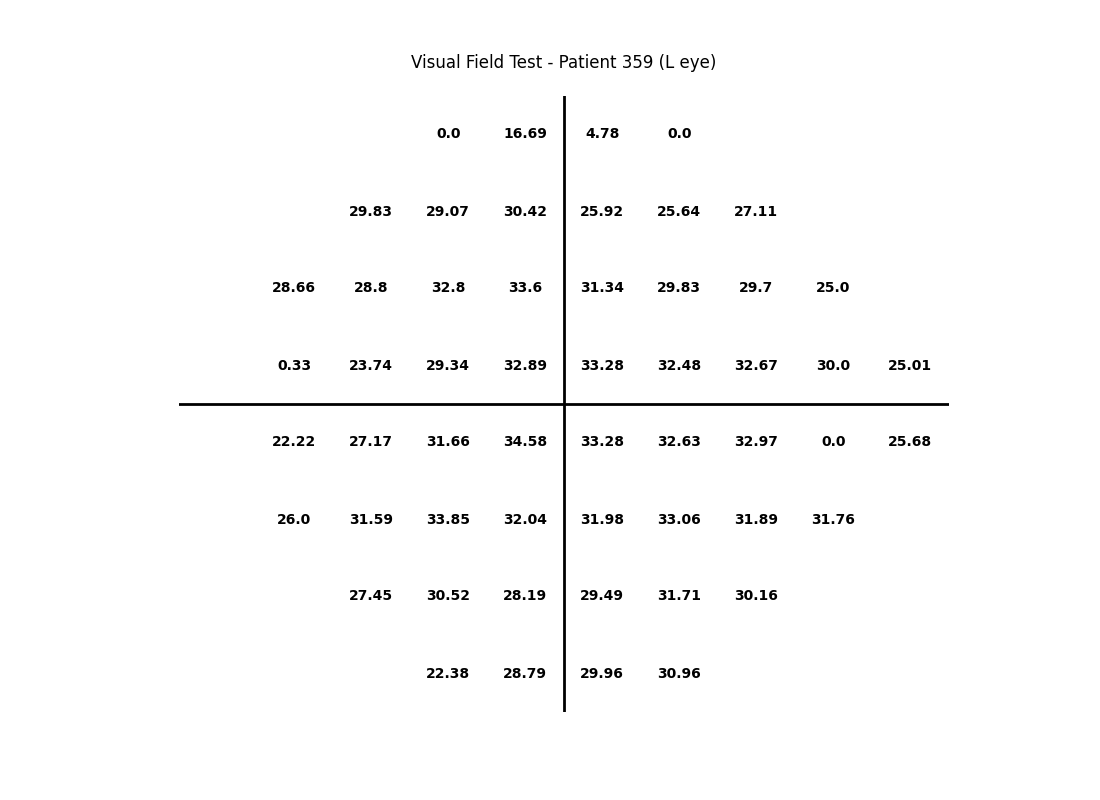 Visual Field Test - Patient 359 (L eye)
0.0 16.69 4.78 0.0
29.83 29.07 30.42 25.92 25.64 27.11
28.66 28.8 32.8 33.6 31.34 29.83 29.7 25.0
0.33 23.74 29.34 32.89 33.28 32.48 32.67 30.0 25.01
22.22 27.17 31.66 34.58 33.28 32.63 32.97 0.0 25.68
26.0 31.59 33.85 32.04 31.98 33.06 31.89 31.76
27.45 30.52 28.19 29.49 31.71 30.16
22.38 28.79 29.96 30.96